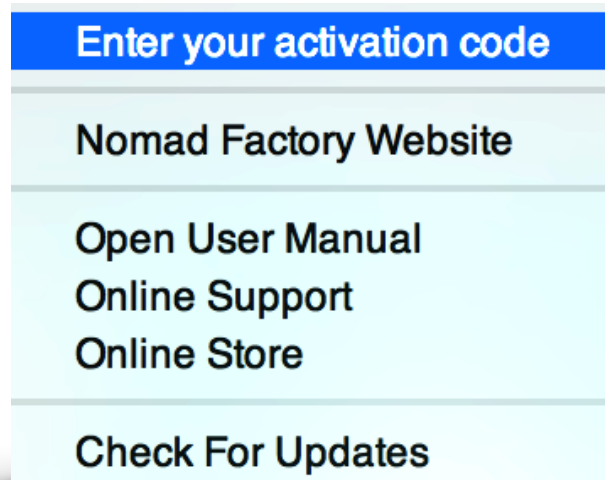 Enter your activation code
Nomad Factory Website
Open User Manual
Online Support
Online Store
Check For Updates